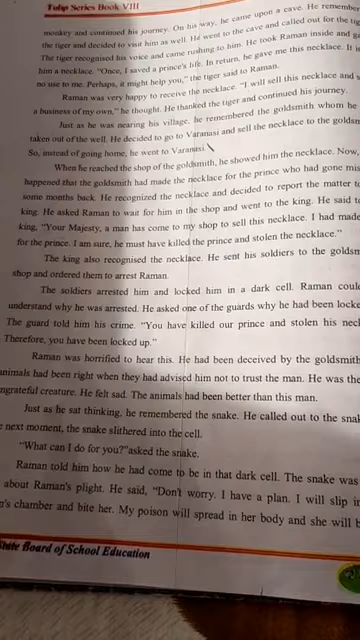 Tulip Series Book VIII
monkey and continued his journey. On his way, he came upon a cave. He remember
the tiger and decided to visit him as well. He went to the cave and called out for the tig
The tiger recognised his voice and came rushing to him. He took Raman inside and g
him a necklace. "Once, I saved a prince's life. In return, he gave me this necklace. It i
no use to me. Perhaps, it might help you," the tiger said to Raman.
Raman was very happy to receive the necklace. "I will sell this necklace and s
a business of my own," he thought. He thanked the tiger and continued his journey.
Just as he was nearing his village, he remembered the goldsmith whom he
taken out of the well. He decided to go to Varanasi and sell the necklace to the goldsm
So, instead of going home, he went to Varanasi.
When he reached the shop of the goldsmith, he showed him the necklace. Now,
happened that the goldsmith had made the necklace for the prince who had gone mis
some months back. He recognized the necklace and decided to report the matter t
king. He asked Raman to wait for him in the shop and went to the king. He said to
king, "Your Majesty, a man has come to my shop to sell this necklace. I had made
for the prince. I am sure, he must have killed the prince and stolen the necklace."
The king also recognised the necklace. He sent his soldiers to the goldsm
shop and ordered them to arrest Raman.
The soldiers arrested him and locked him in a dark cell. Raman coul
understand why he was arrested. He asked one of the guards why he had been locke
The guard told him his crime. "You have killed our prince and stolen his nec
Therefore, you have been locked up."
Raman was horrified to hear this. He had been deceived by the goldsmith
animals had been right when they had advised him not to trust the man. He was the
ngrateful creature. He felt sad. The animals had been better than this man.
Just as he sat thinking, he remembered the snake. He called out to the snak
e next moment, the snake slithered into the cell.
"What can I do for you?"asked the snake.
Raman told him how he had come to be in that dark cell. The snake was
about Raman's plight. He said, "Don't worry. I have a plan. I will slip in
n's chamber and bite her. My poison will spread in her body and she will b
State Board of School Education